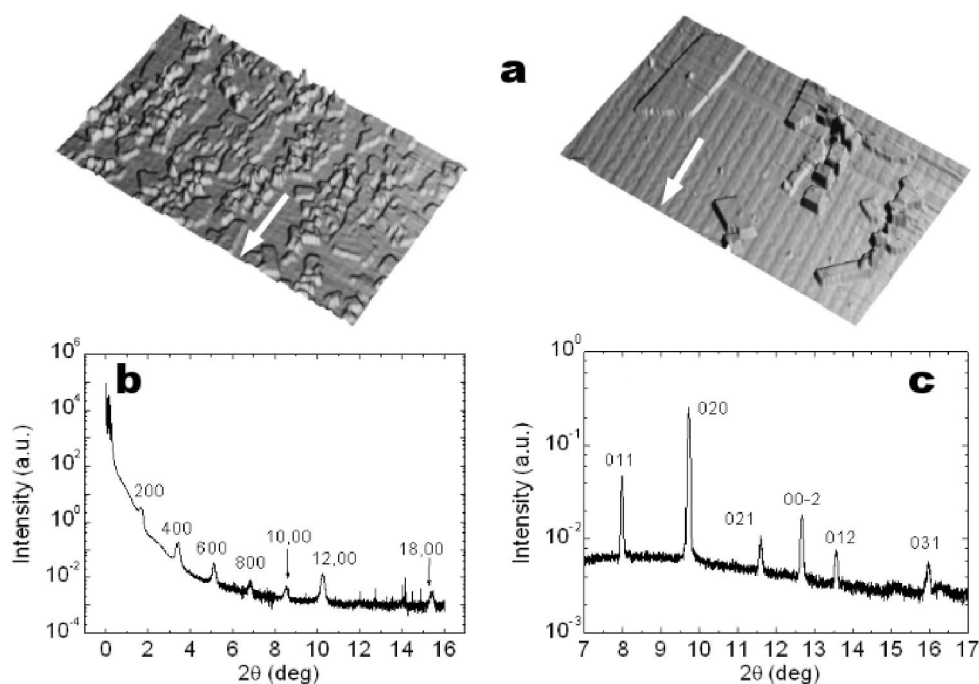 a
b
10^6
10^4
10^2
10^0
10^-2
10^-4
Intensity (a.u.)
200
400
600
800
10,00
12,00
18,00
0 2 4 6 8 10 12 14 16
2θ (deg)
c
10^0
10^-1
10^-2
10^-3
Intensity (a.u.)
011
020
021
00-2
012
031
7 8 9 10 11 12 13 14 15 16 17
2θ (deg)